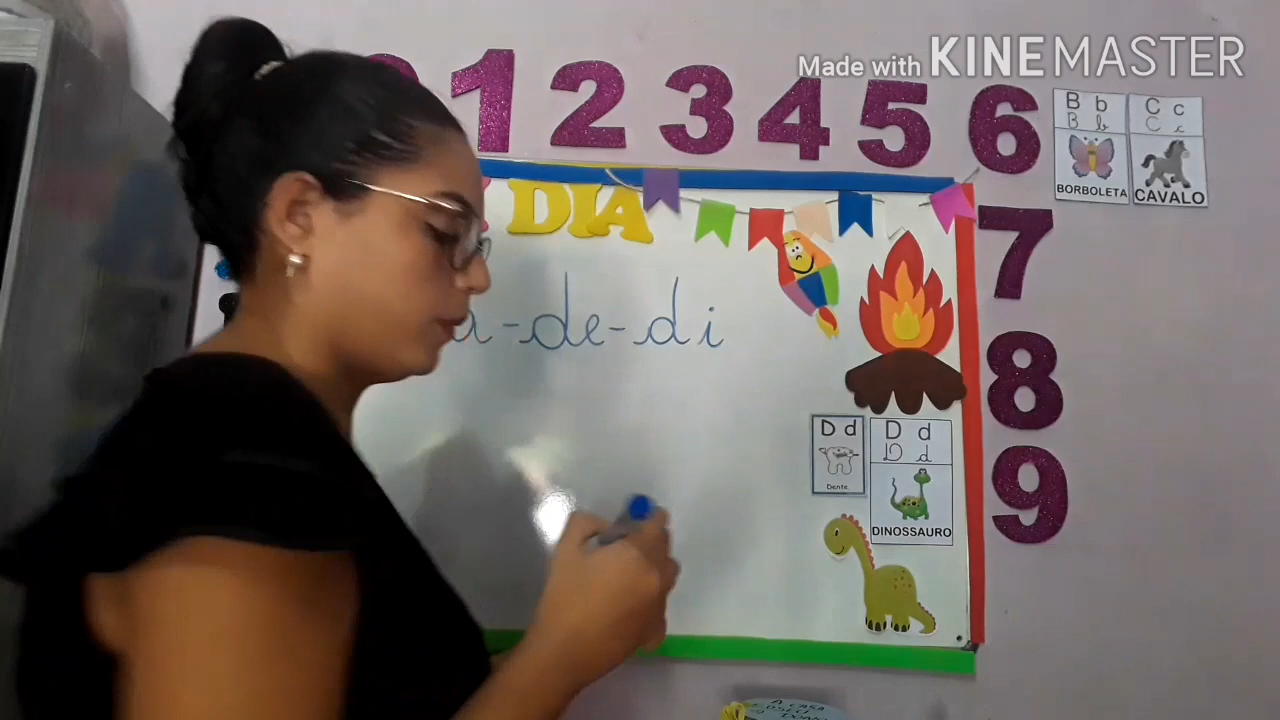 Made with KINEMASTER
1 2 3 4 5 6
B b
B b
BORBOLETA
C c
C c
CAVALO
DIA
7
8
9
a-de-di
D d
Dente.
D d
D d
DINOSSAURO
A CASA